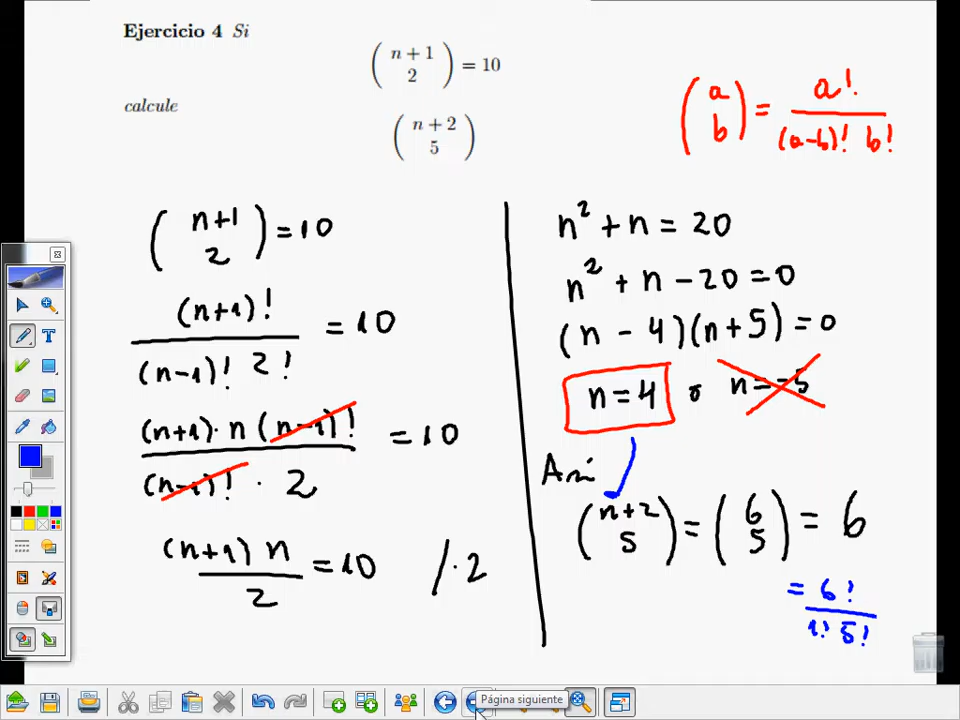 Ejercicio 4 Si
( n + 1 2 ) = 10
calcule
( n + 2 5 )
( a b ) = a! / (a-b)! b!
( n+1 2 ) = 10
(n+1)! / (n-1)! 2! = 10
(n+1)·n (n-1)! / (n-1)! · 2 = 10
(n+1) n / 2 = 10 /·2
n² + n = 20
n² + n - 20 = 0
(n - 4)(n + 5) = 0
n = 4 o n = -5
Así
( n+2 5 ) = ( 6 5 ) = 6
= 6! / 1! 5!
T
Página siguiente